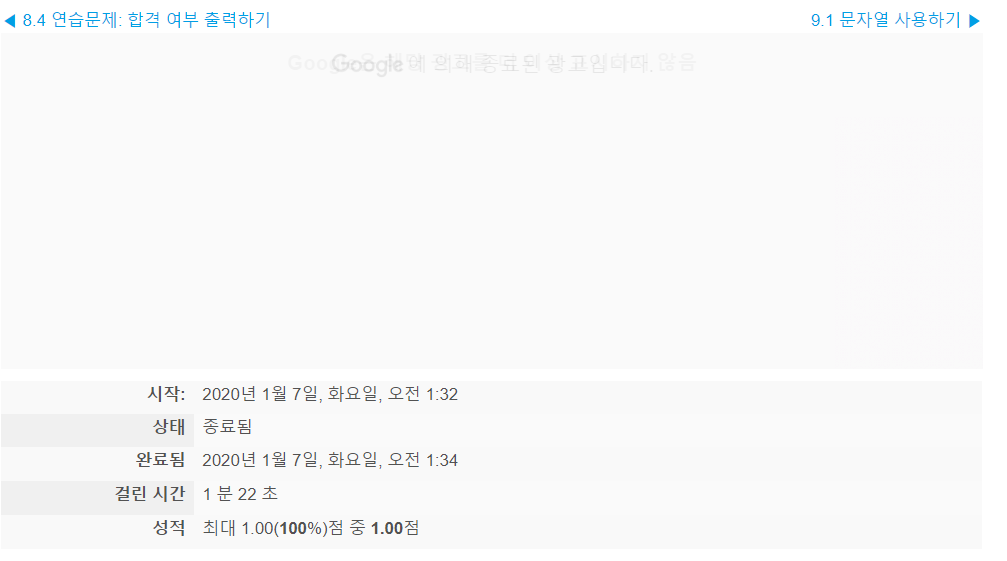 ◀ 8.4 연습문제: 합격 여부 출력하기
9.1 문자열 사용하기 ▶
Google에 의해 종료된 광고입니다.
시작: 2020년 1월 7일, 화요일, 오전 1:32
상태 종료됨
완료됨 2020년 1월 7일, 화요일, 오전 1:34
걸린 시간 1 분 22 초
성적 최대 1.00(100%)점 중 1.00점